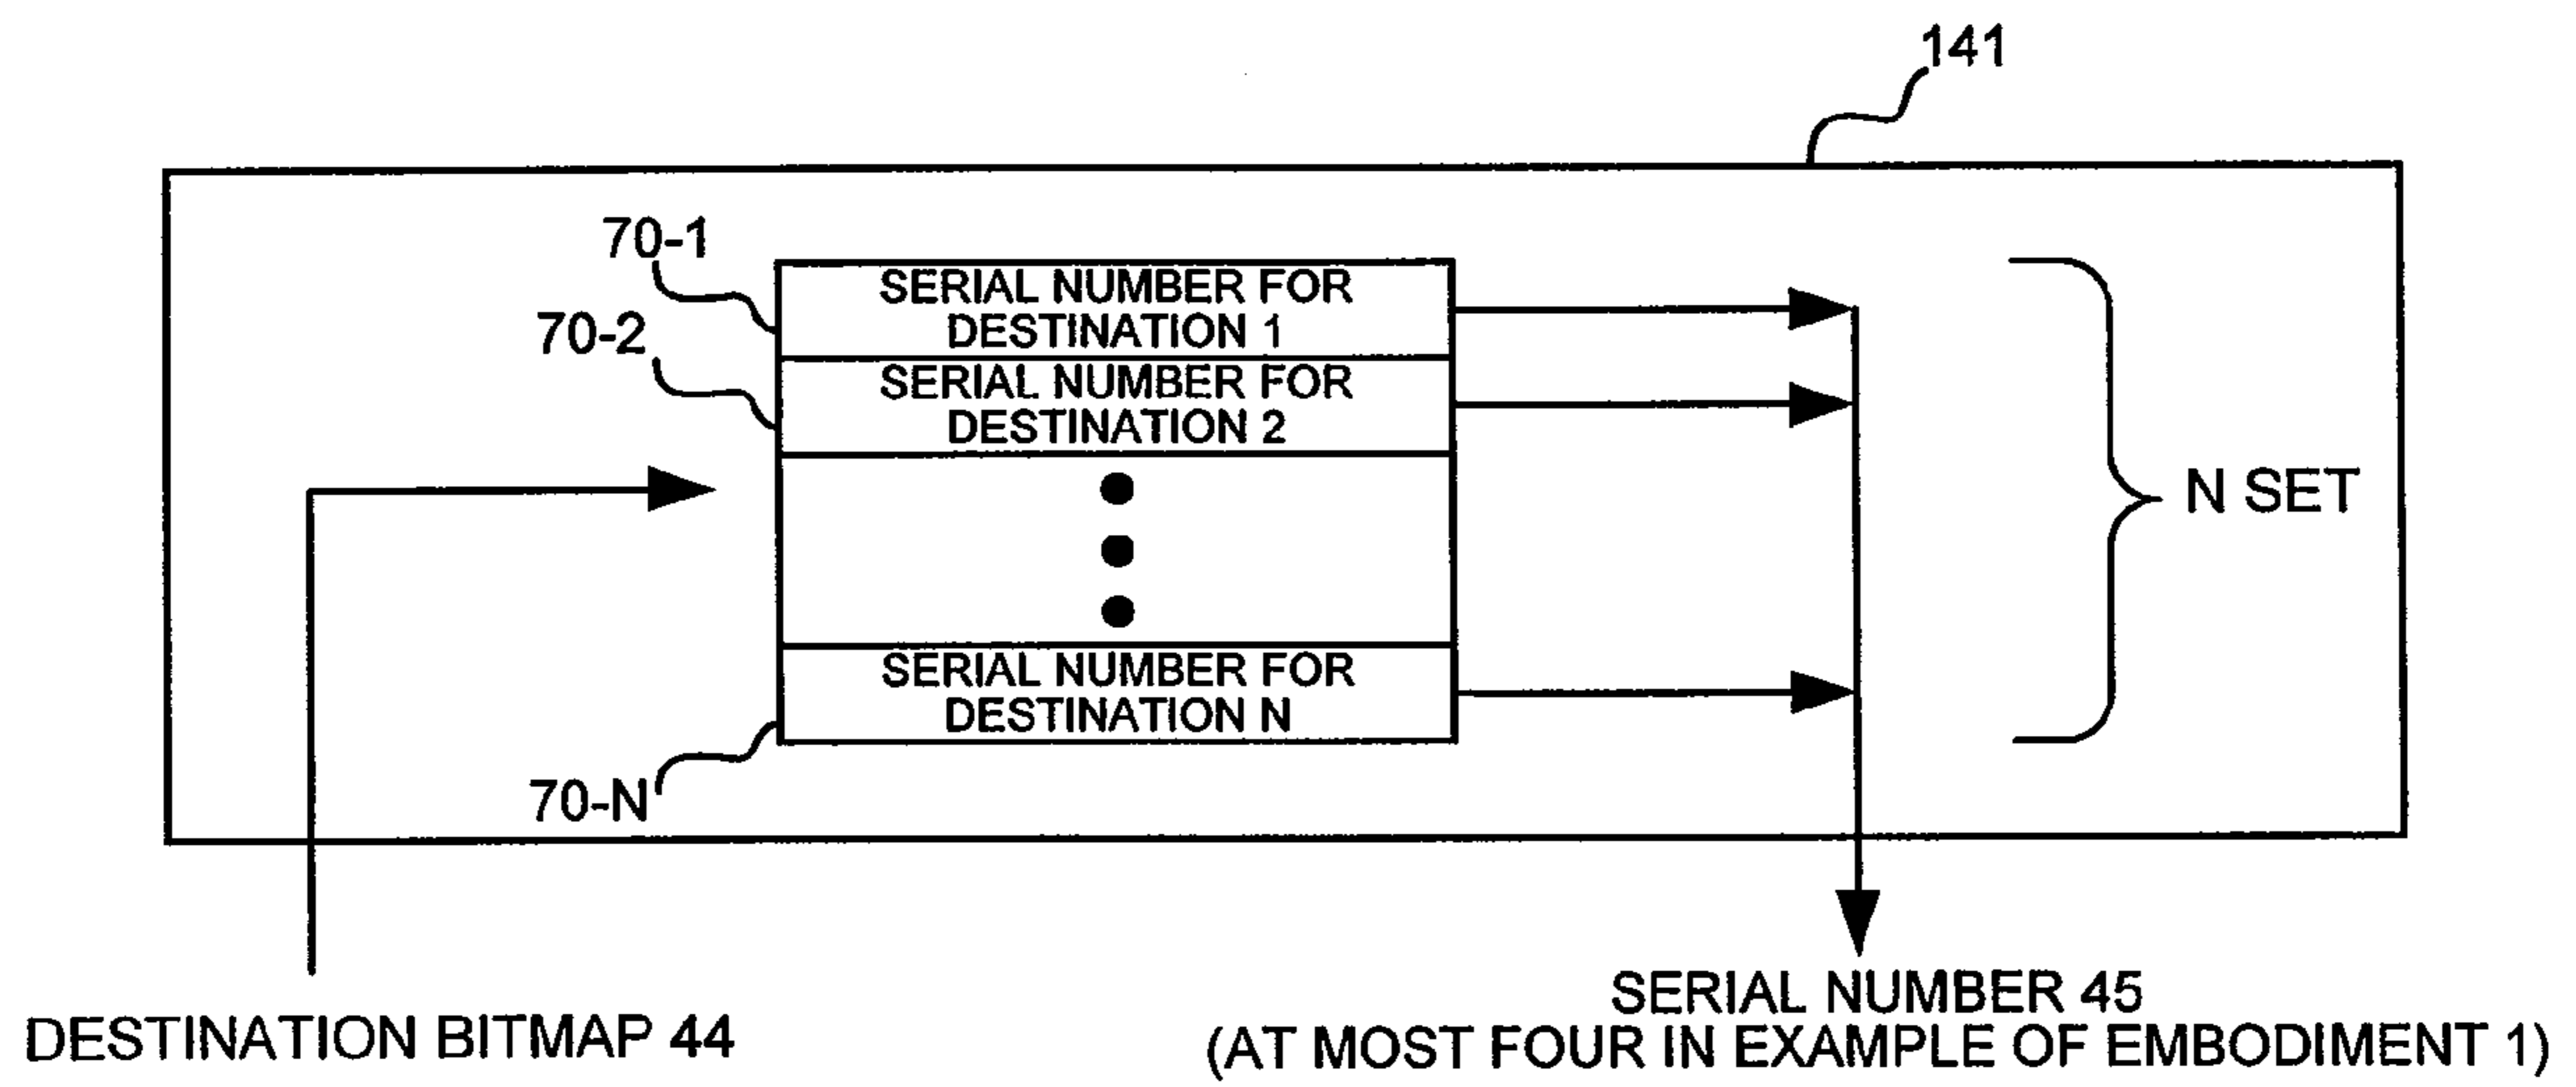 141
70-1
SERIAL NUMBER FOR
DESTINATION 1
70-2
SERIAL NUMBER FOR
DESTINATION 2
N SET
SERIAL NUMBER FOR
DESTINATION N
70-N
DESTINATION BITMAP 44
SERIAL NUMBER 45
(AT MOST FOUR IN EXAMPLE OF EMBODIMENT 1)